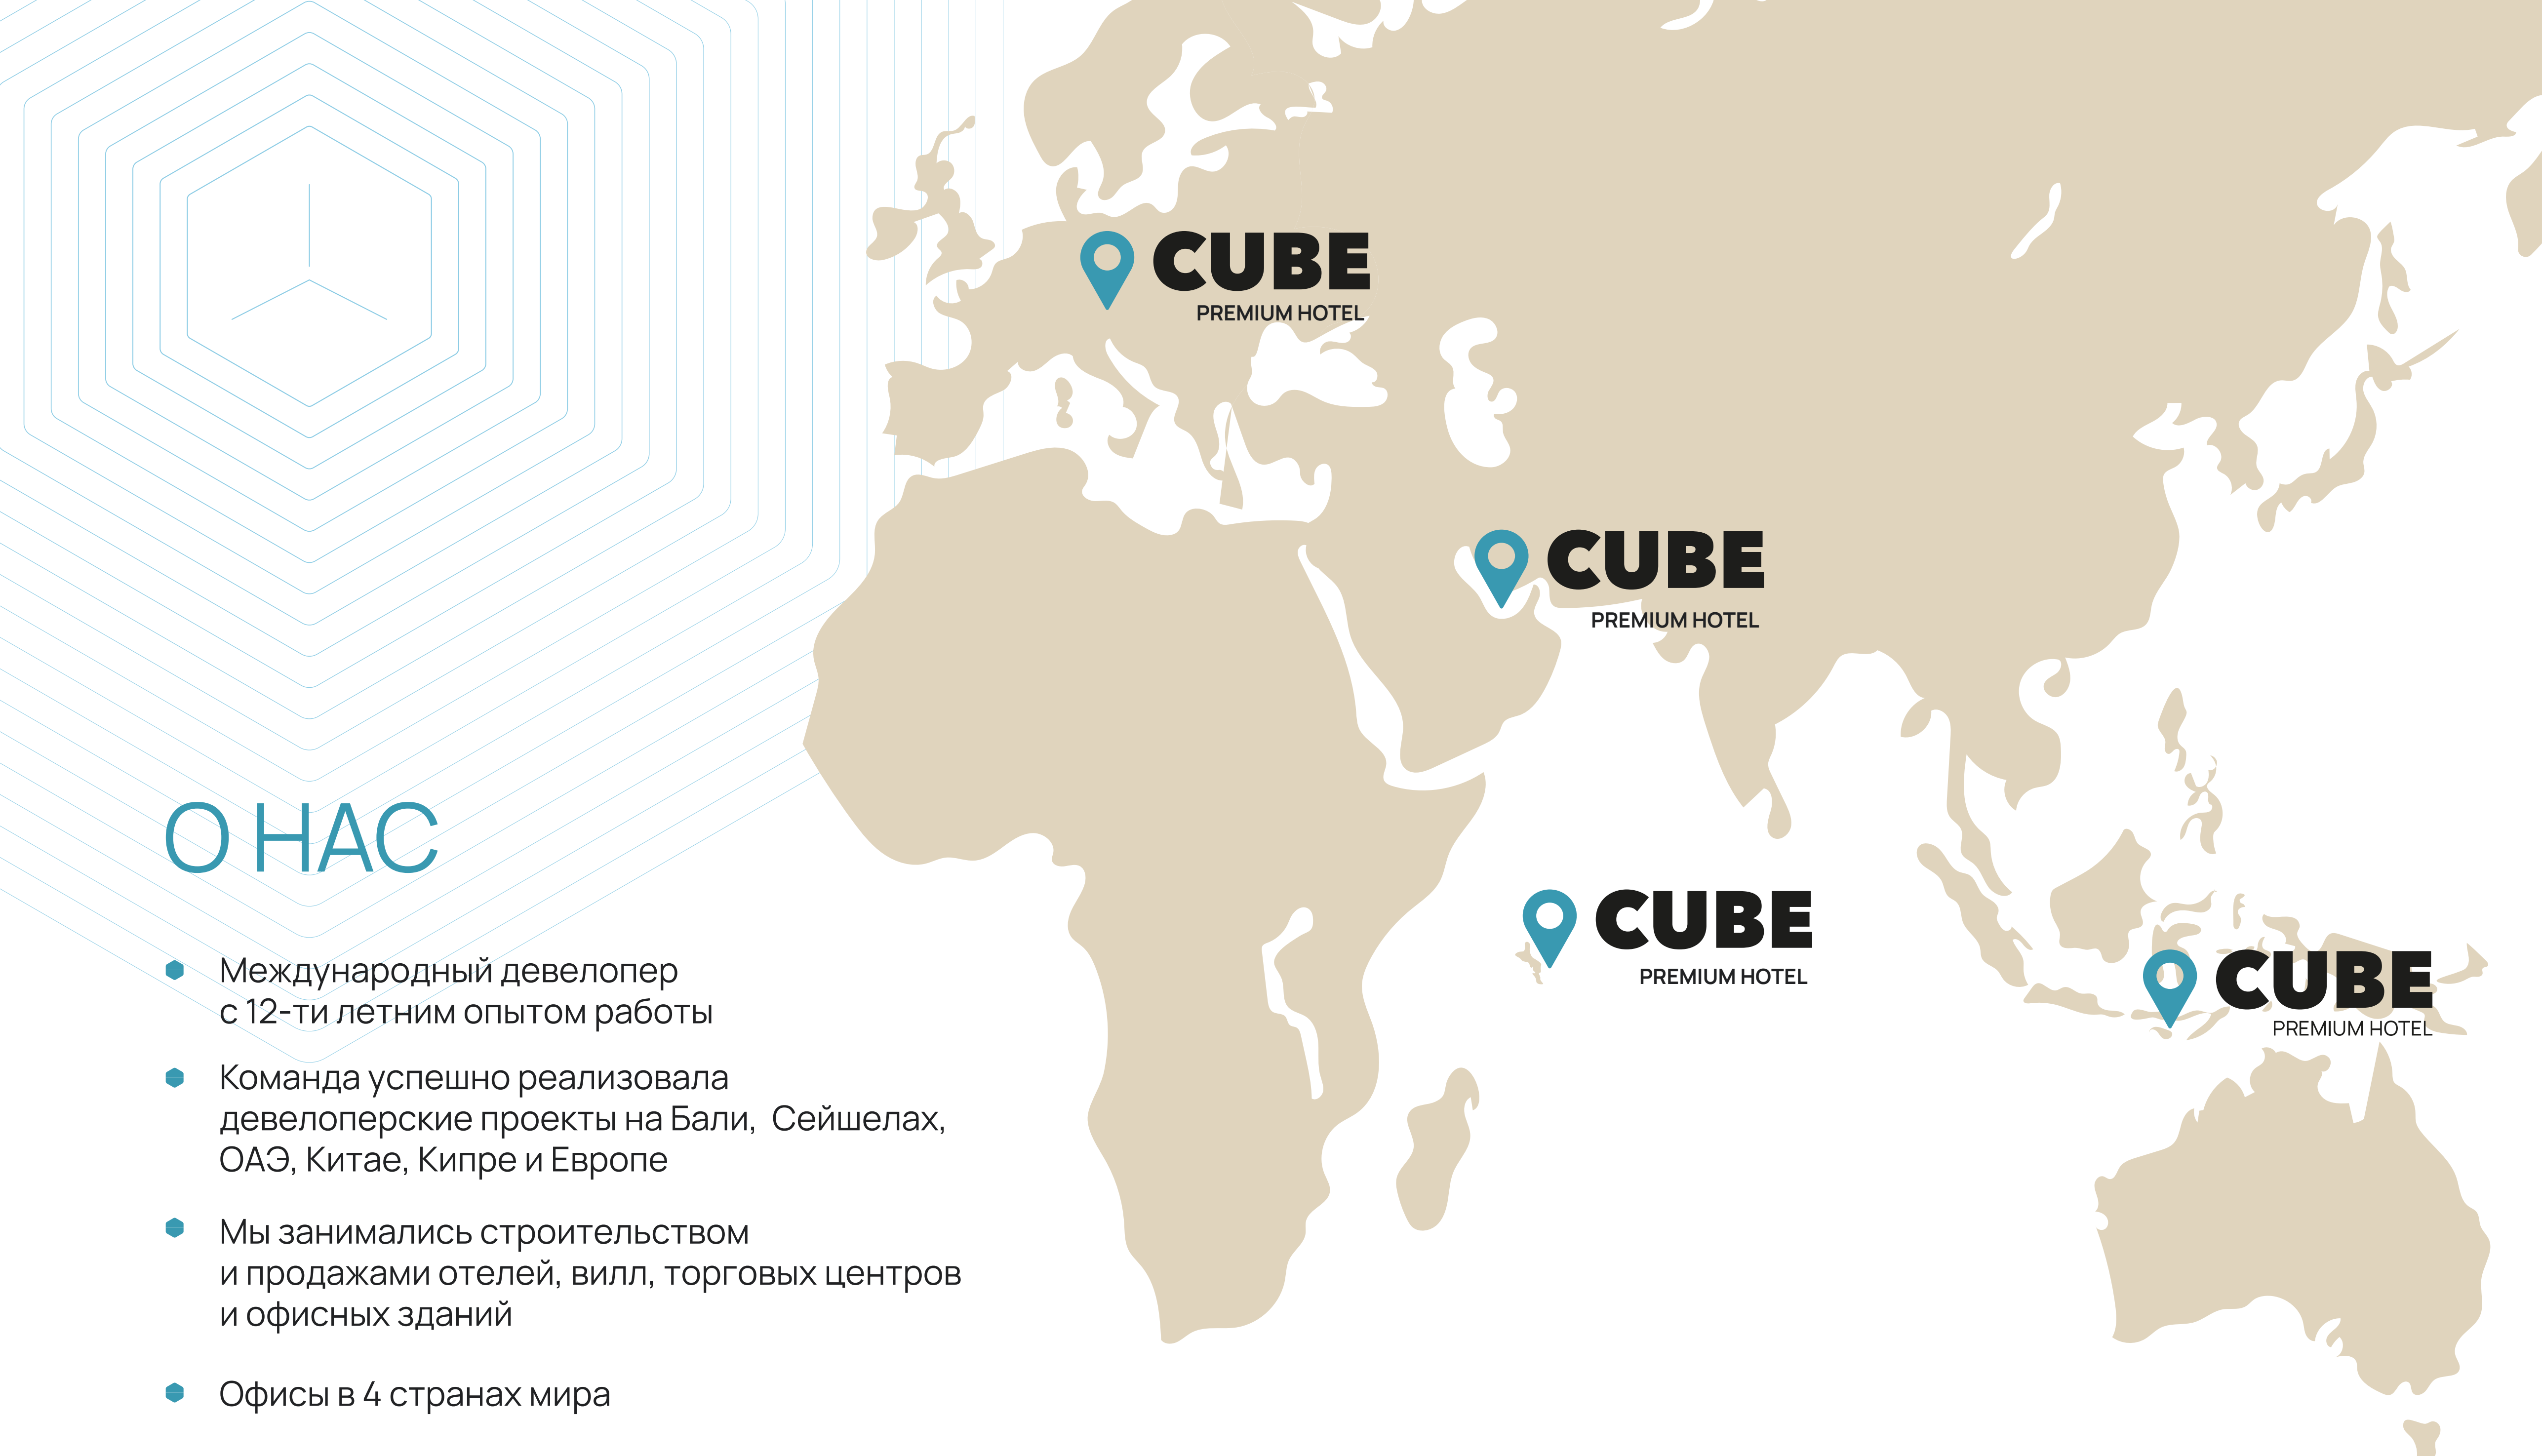 CUBE
PREMIUM HOTEL
CUBE
PREMIUM HOTEL
CUBE
PREMIUM HOTEL
CUBE
PREMIUM HOTEL
О НАС
Международный девелопер
с 12-ти летним опытом работы
Команда успешно реализовала
девелоперские проекты на Бали,  Сейшелах,
ОАЭ, Китае, Кипре и Европе
Мы занимались строительством
и продажами отелей, вилл, торговых центров
и офисных зданий
Офисы в 4 странах мира